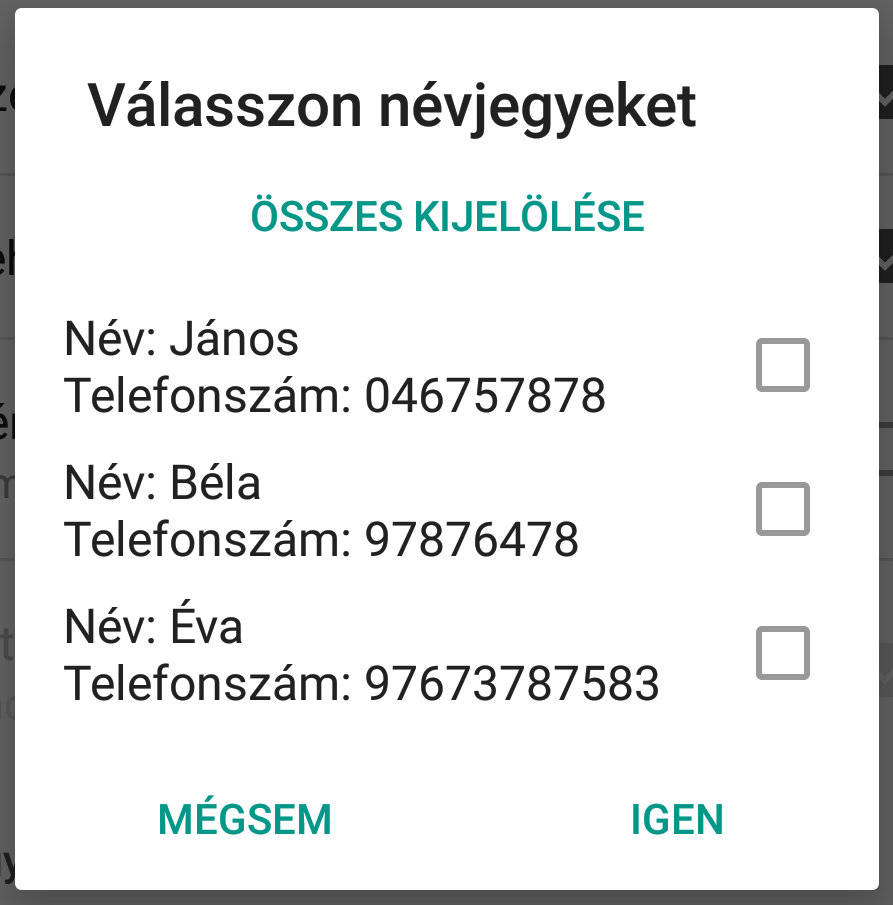 Válasszon névjegyeket
ÖSSZES KIJELÖLÉSE
Név: János
Telefonszám: 046757878
Név: Béla
Telefonszám: 97876478
Név: Éva
Telefonszám: 97673787583
MÉGSEM
IGEN